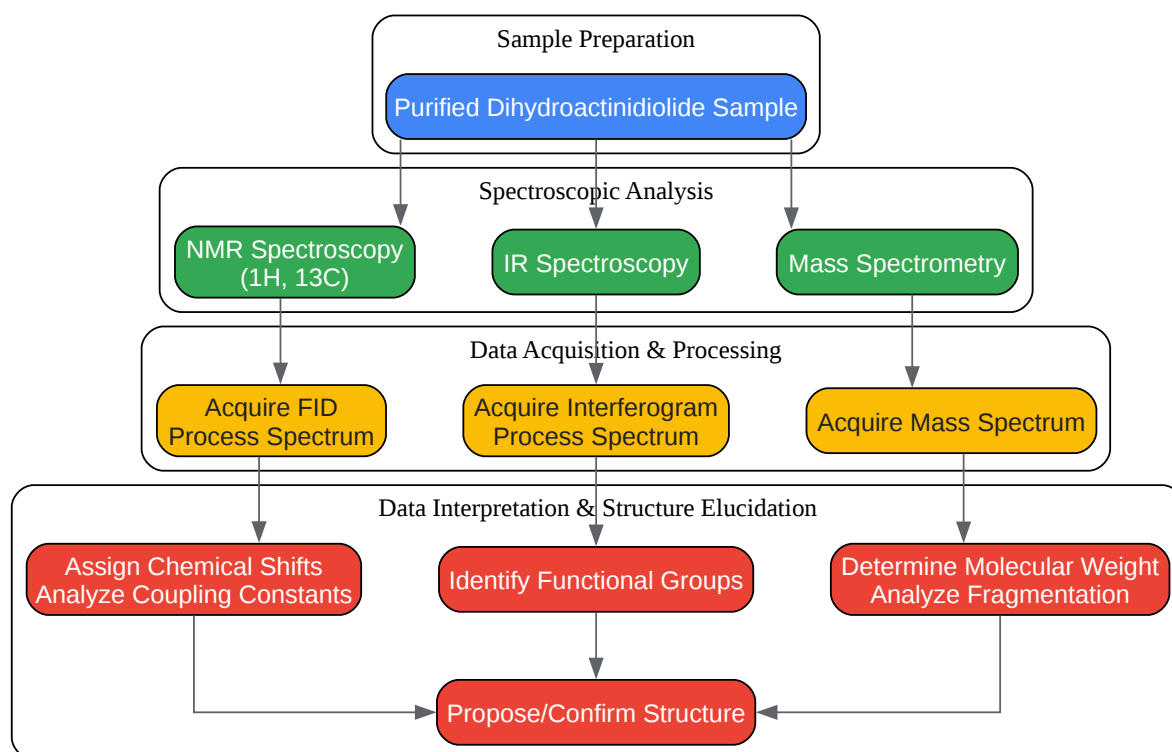 Sample Preparation
Purified Dihydroactinidiolide Sample
Spectroscopic Analysis
NMR Spectroscopy
(1H, 13C)
IR Spectroscopy
Mass Spectrometry
Data Acquisition & Processing
Acquire FID
Process Spectrum
Acquire Interferogram
Process Spectrum
Acquire Mass Spectrum
Data Interpretation & Structure Elucidation
Assign Chemical Shifts
Analyze Coupling Constants
Identify Functional Groups
Determine Molecular Weight
Analyze Fragmentation
Propose/Confirm Structure